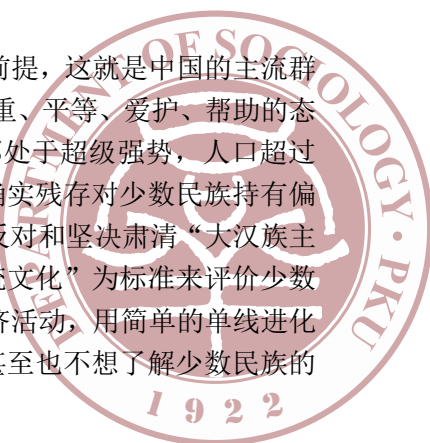 前提，这就是中国的主流群
重、平等、爱护、帮助的态
处于超级强势，人口超过
确实残存对少数民族持有偏
反对和坚决肃清“大汉族主
统文化”为标准来评价少数
济活动，用简单的单线进化
甚至也不想了解少数民族的
DEPARTMENT OF SOCIOLOGY · PKU
1922